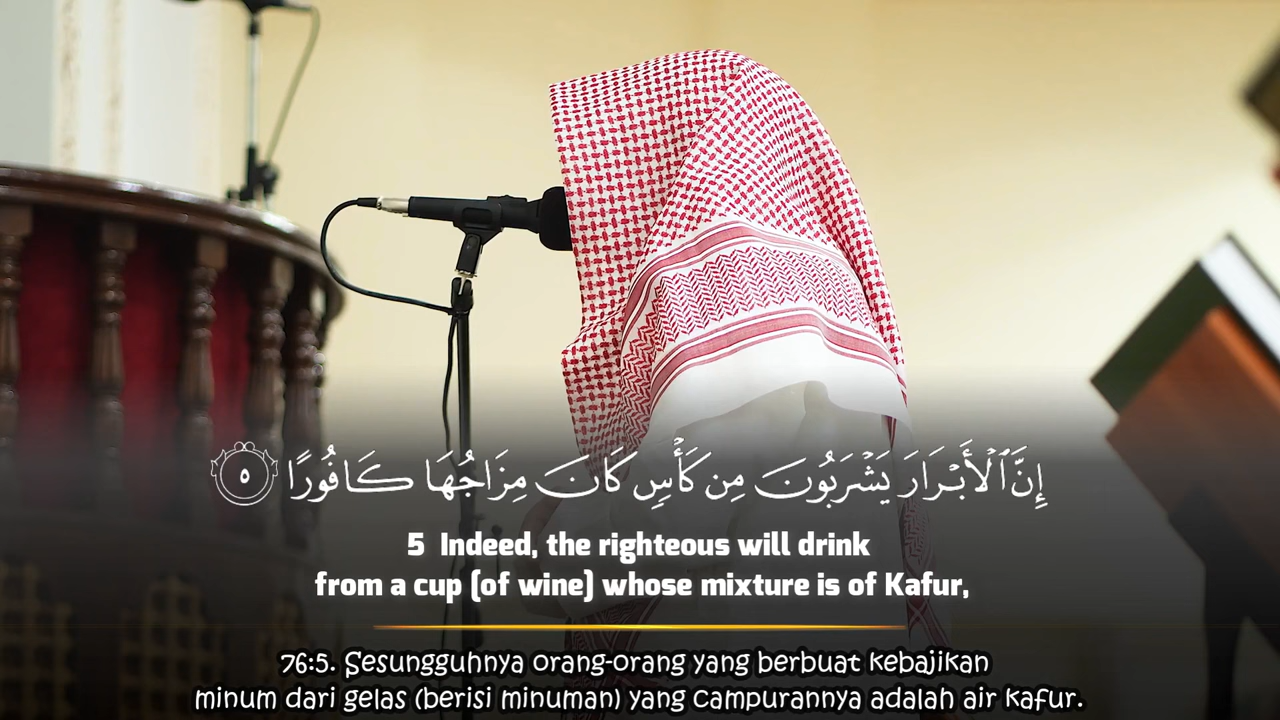 إِنَّ ٱلْأَبْرَارَ يَشْرَبُونَ مِن كَأْسٍ كَانَ مِزَاجُهَا كَافُورًا ٥
5 Indeed, the righteous will drink
from a cup (of wine) whose mixture is of Kafur,
76:5. Sesungguhnya orang-orang yang berbuat kebajikan
minum dari gelas (berisi minuman) yang campurannya adalah air kafur.